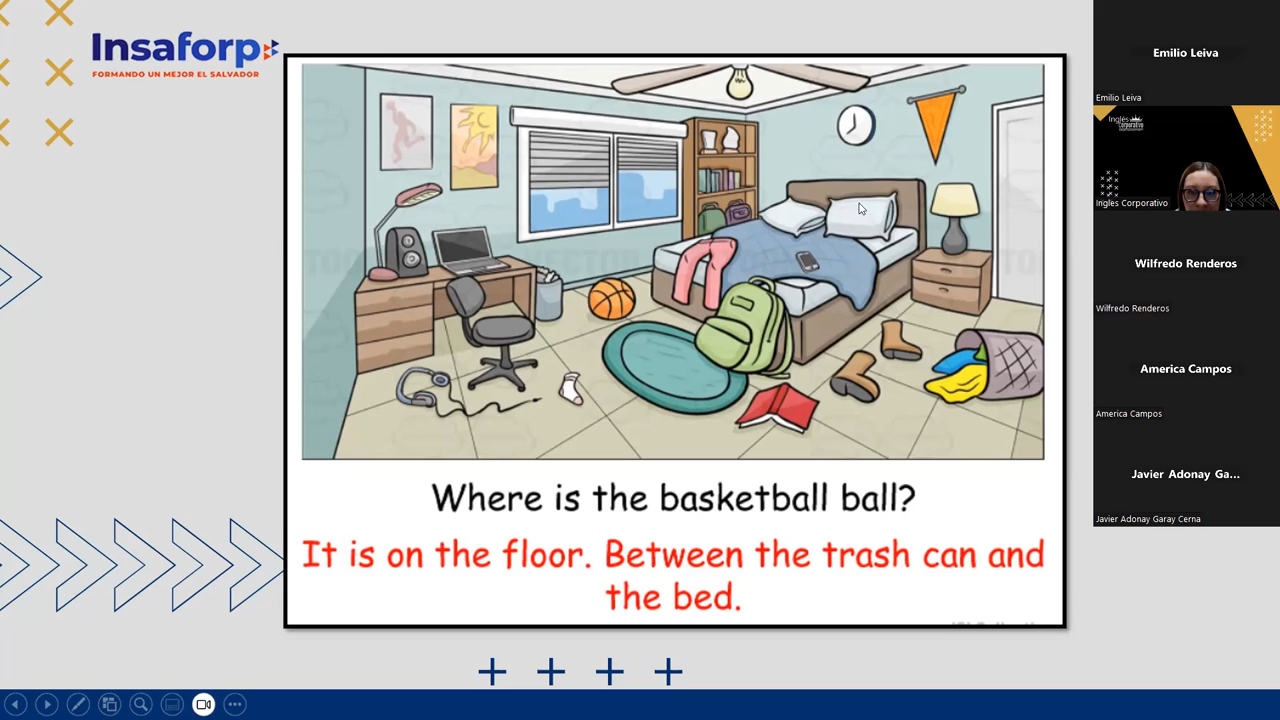 Insaforp
FORMANDO UN MEJOR EL SALVADOR
Where is the basketball ball?
It is on the floor. Between the trash can and
the bed.
Emilio Leiva
Emilio Leiva
Inglés
Corporativo
Ingles Corporativo
Wilfredo Renderos
Wilfredo Renderos
America Campos
America Campos
Javier Adonay Ga...
Javier Adonay Garay Cerna